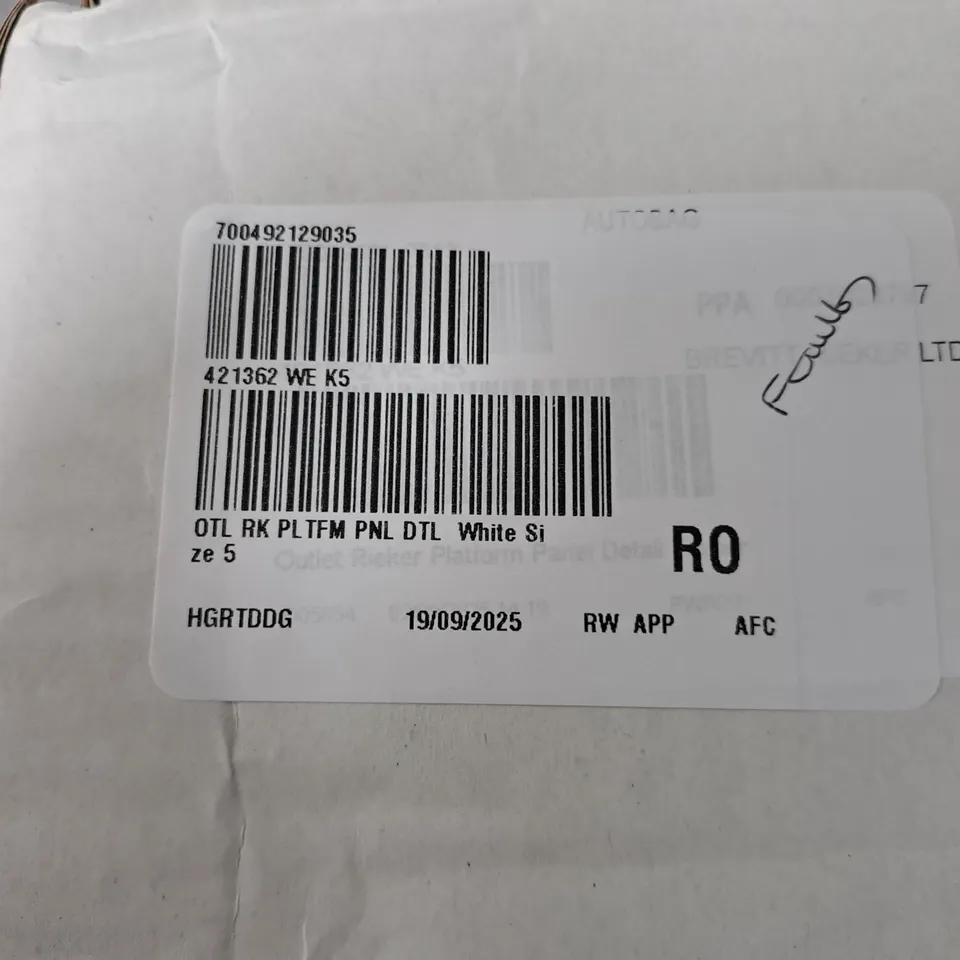 700492129035
AUTOBAG
PPA
7
421362 WE K5
BREVITT RIEKER LTD
OTL RK PLTFM PNL DTL White Si
ze 5
Outlet Rieker Platform Panel Detail
R0
HGRTDDG 19/09/2025 RW APP AFC